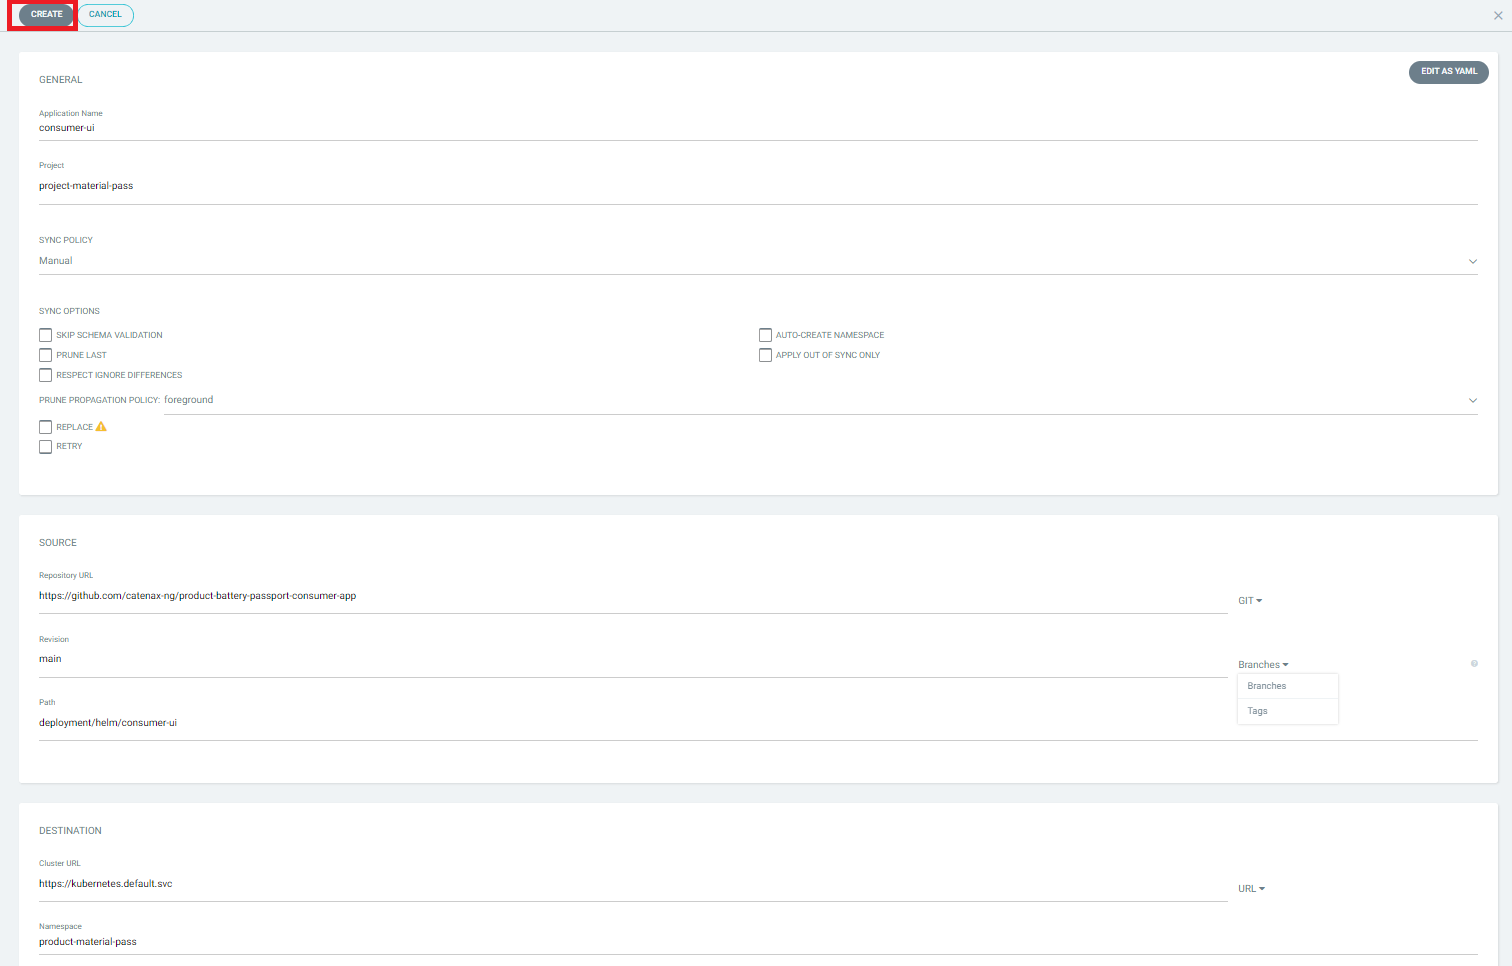 CREATE CANCEL
GENERAL
EDIT AS YAML
Application Name
consumer-ui
Project
project-material-pass
SYNC POLICY
Manual
SYNC OPTIONS
SKIP SCHEMA VALIDATION AUTO-CREATE NAMESPACE
PRUNE LAST APPLY OUT OF SYNC ONLY
RESPECT IGNORE DIFFERENCES
PRUNE PROPAGATION POLICY: foreground
REPLACE
RETRY
SOURCE
Repository URL
https://github.com/catenax-ng/product-battery-passport-consumer-app
GIT
Revision
main
Branches
Branches
Tags
Path
deployment/helm/consumer-ui
DESTINATION
Cluster URL
https://kubernetes.default.svc
URL
Namespace
product-material-pass